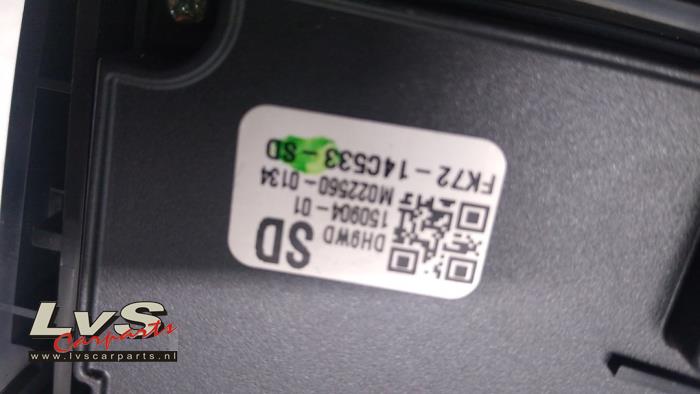 SD
DH9WD
150904-01
M022560-0134
FK72-14C533-SD
LvS
Carparts
www.lvscarparts.nl